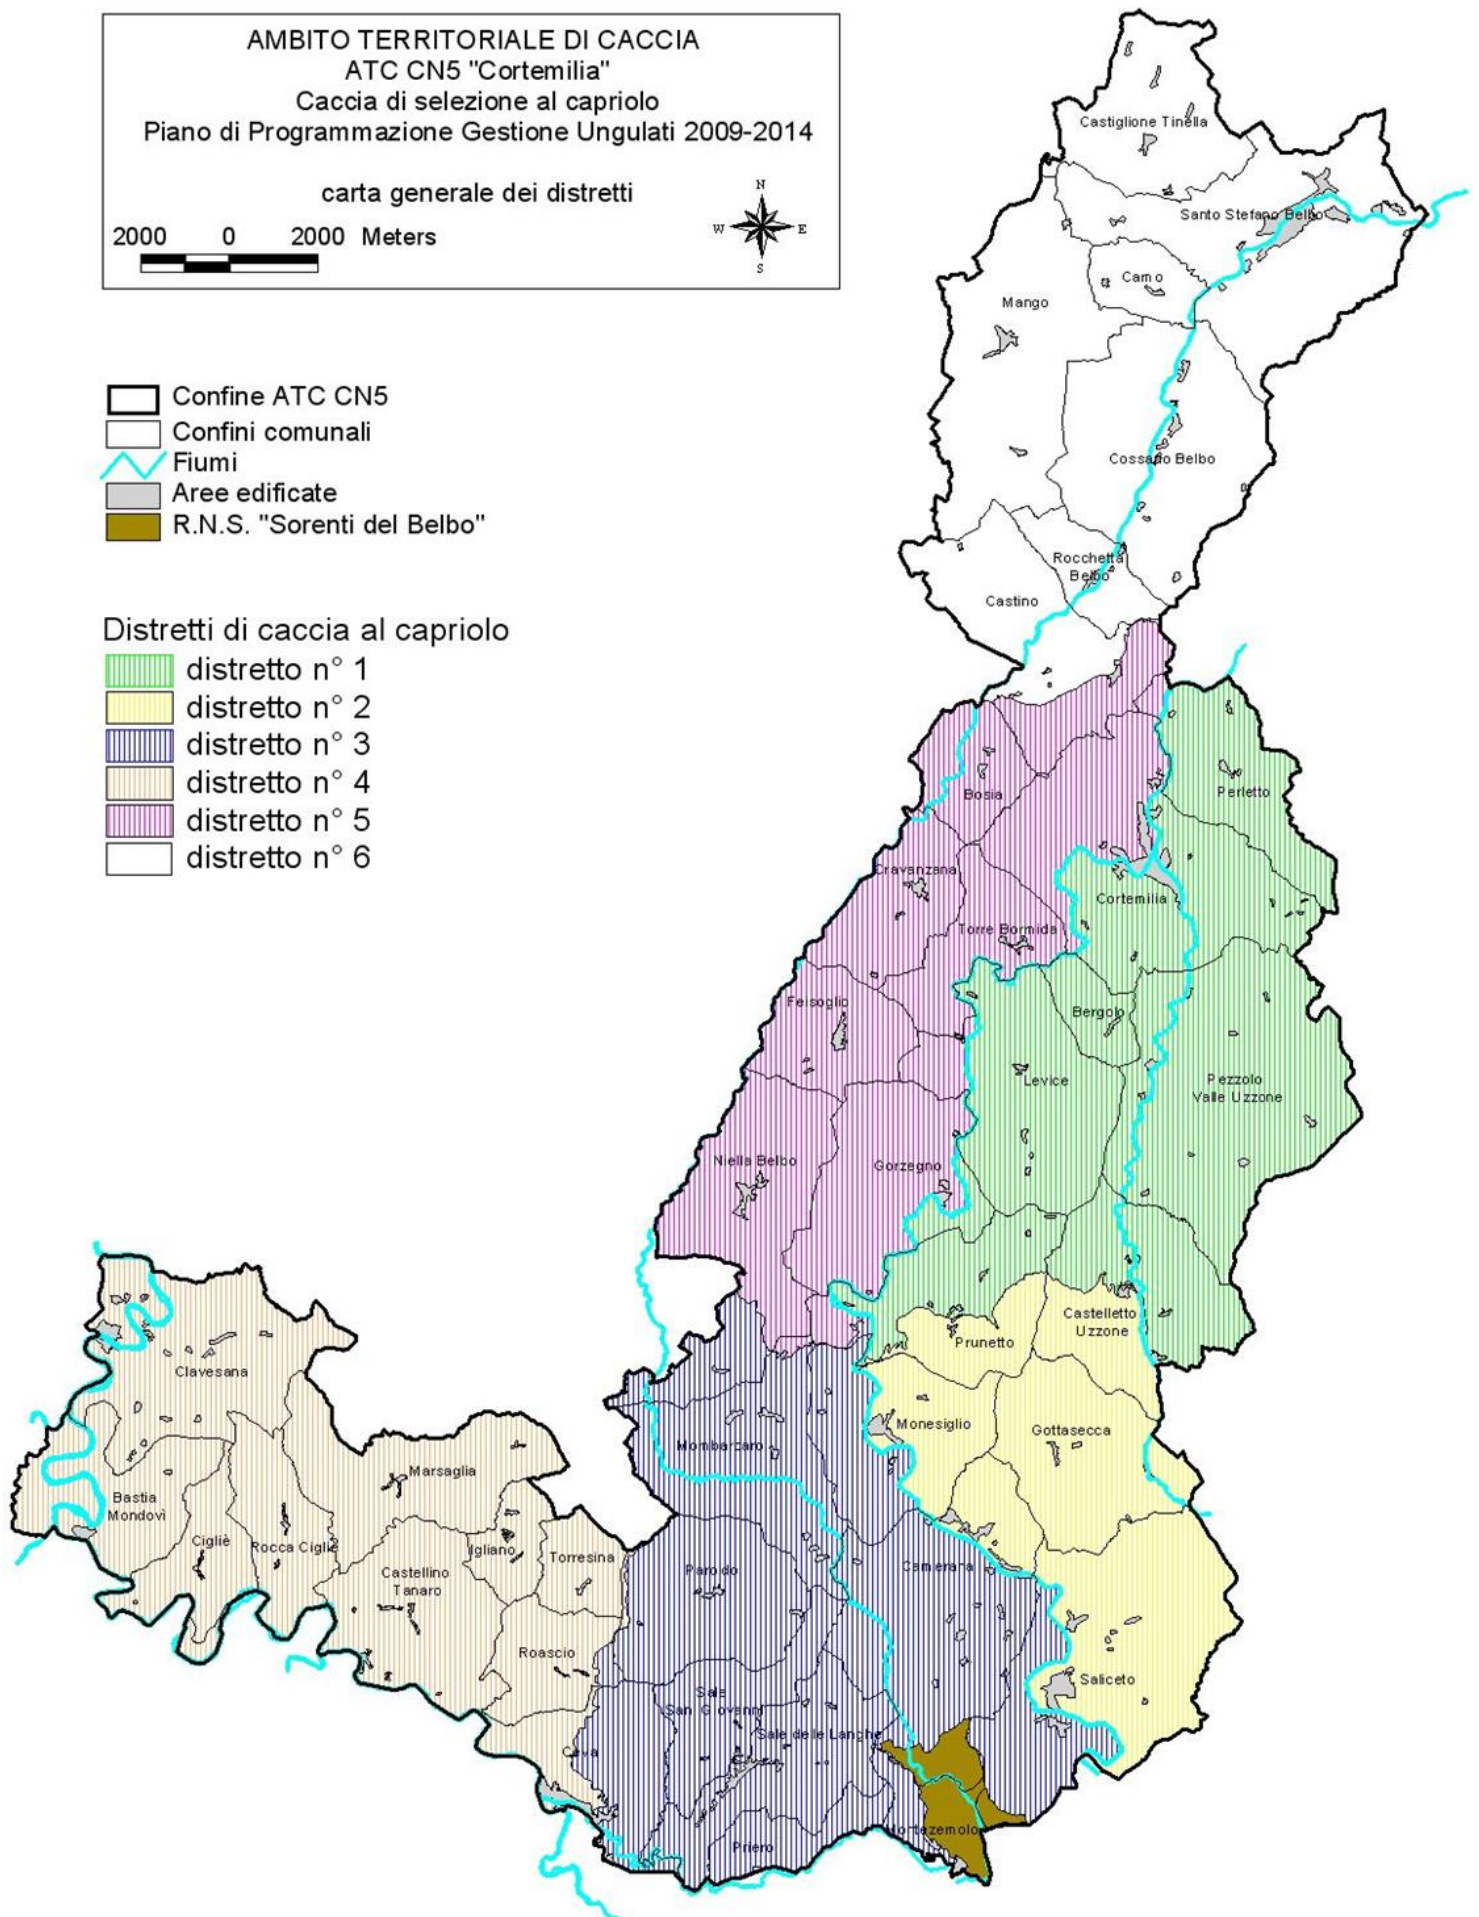 AMBITO TERRITORIALE DI CACCIA
ATC CN5 "Cortemilia"
Caccia di selezione al capriolo
Piano di Programmazione Gestione Ungulati 2009-2014
carta generale dei distretti
2000 0 2000 Meters
N
W E
S
Confine ATC CN5
Confini comunali
Fiumi
Aree edificate
R.N.S. "Sorenti del Belbo"
Distretti di caccia al capriolo
distretto n° 1
distretto n° 2
distretto n° 3
distretto n° 4
distretto n° 5
distretto n° 6
Castiglione Tinella
Santo Stefano Belbo
Camo
Mango
Cossano Belbo
Rocchetta
Belbo
Castino
Perletto
Bosia
Cravanzana
Cortemilia
Torre Bormida
Feisoglio
Bergolo
Levice
Pezzolo
Valle Uzzone
Niella Belbo
Gorzegno
Castelletto
Uzzone
Prunetto
Clavesana
Monesiglio
Gottasecca
Mombarcaro
Marsaglia
Bastia
Mondovì
Cigliè
Rocca Cigliè
Igliano
Torresina
Castellino
Tanaro
Parodo
Camerana
Roascio
Saliceto
Sale
San Giovanni
Sale delle Langhe
Ceva
Montezemolo
Priero